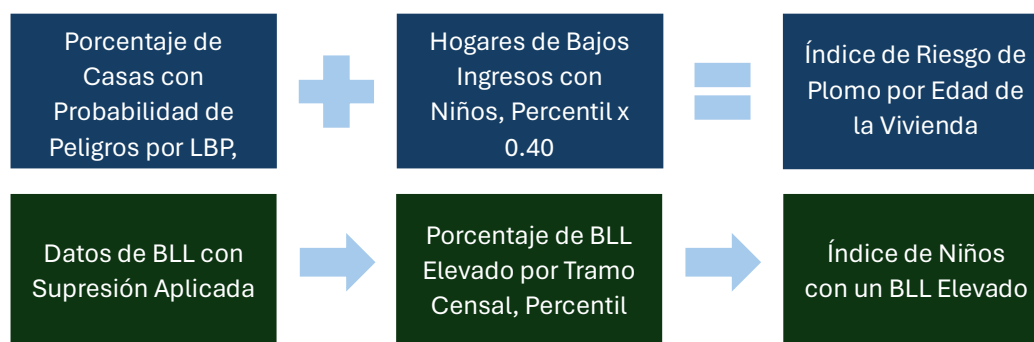 Porcentaje de
Casas con
Probabilidad de
Peligros por LBP,
Hogares de Bajos
Ingresos con
Niños, Percentil x
0.40
Índice de Riesgo de
Plomo por Edad de
la Vivienda
Datos de BLL con
Supresión Aplicada
Porcentaje de BLL
Elevado por Tramo
Censal, Percentil
Índice de Niños
con un BLL Elevado